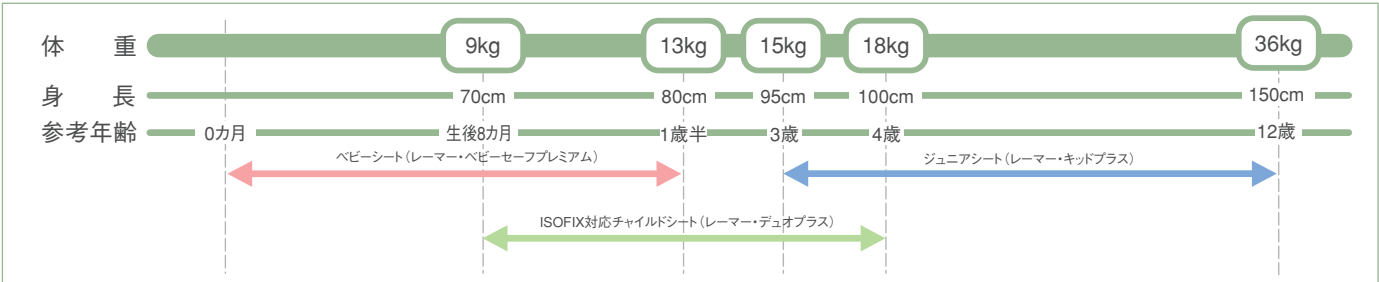 体　重 9kg 13kg 15kg 18kg 36kg
身　長 70cm 80cm 95cm 100cm 150cm
参考年齢 0カ月 生後8カ月 1歳半 3歳 4歳 12歳
ベビーシート（レーマー・ベビーセーフプレミアム） ジュニアシート（レーマー・キッドプラス）
ISOFIX対応チャイルドシート（レーマー・デュオプラス）